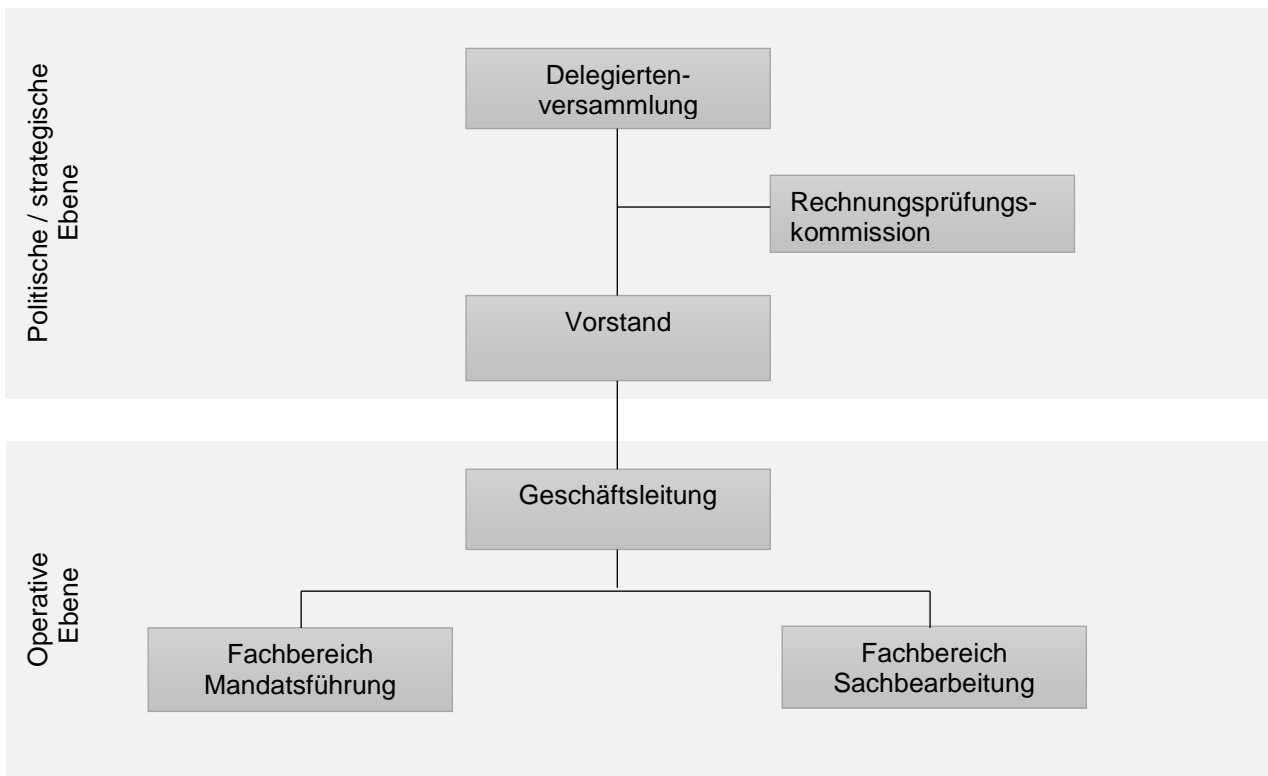 Politische / strategische
Ebene
Delegierten-
versammlung
Rechnungsprüfungs-
kommission
Vorstand
Operative
Ebene
Geschäftsleitung
Fachbereich
Mandatsführung
Fachbereich
Sachbearbeitung